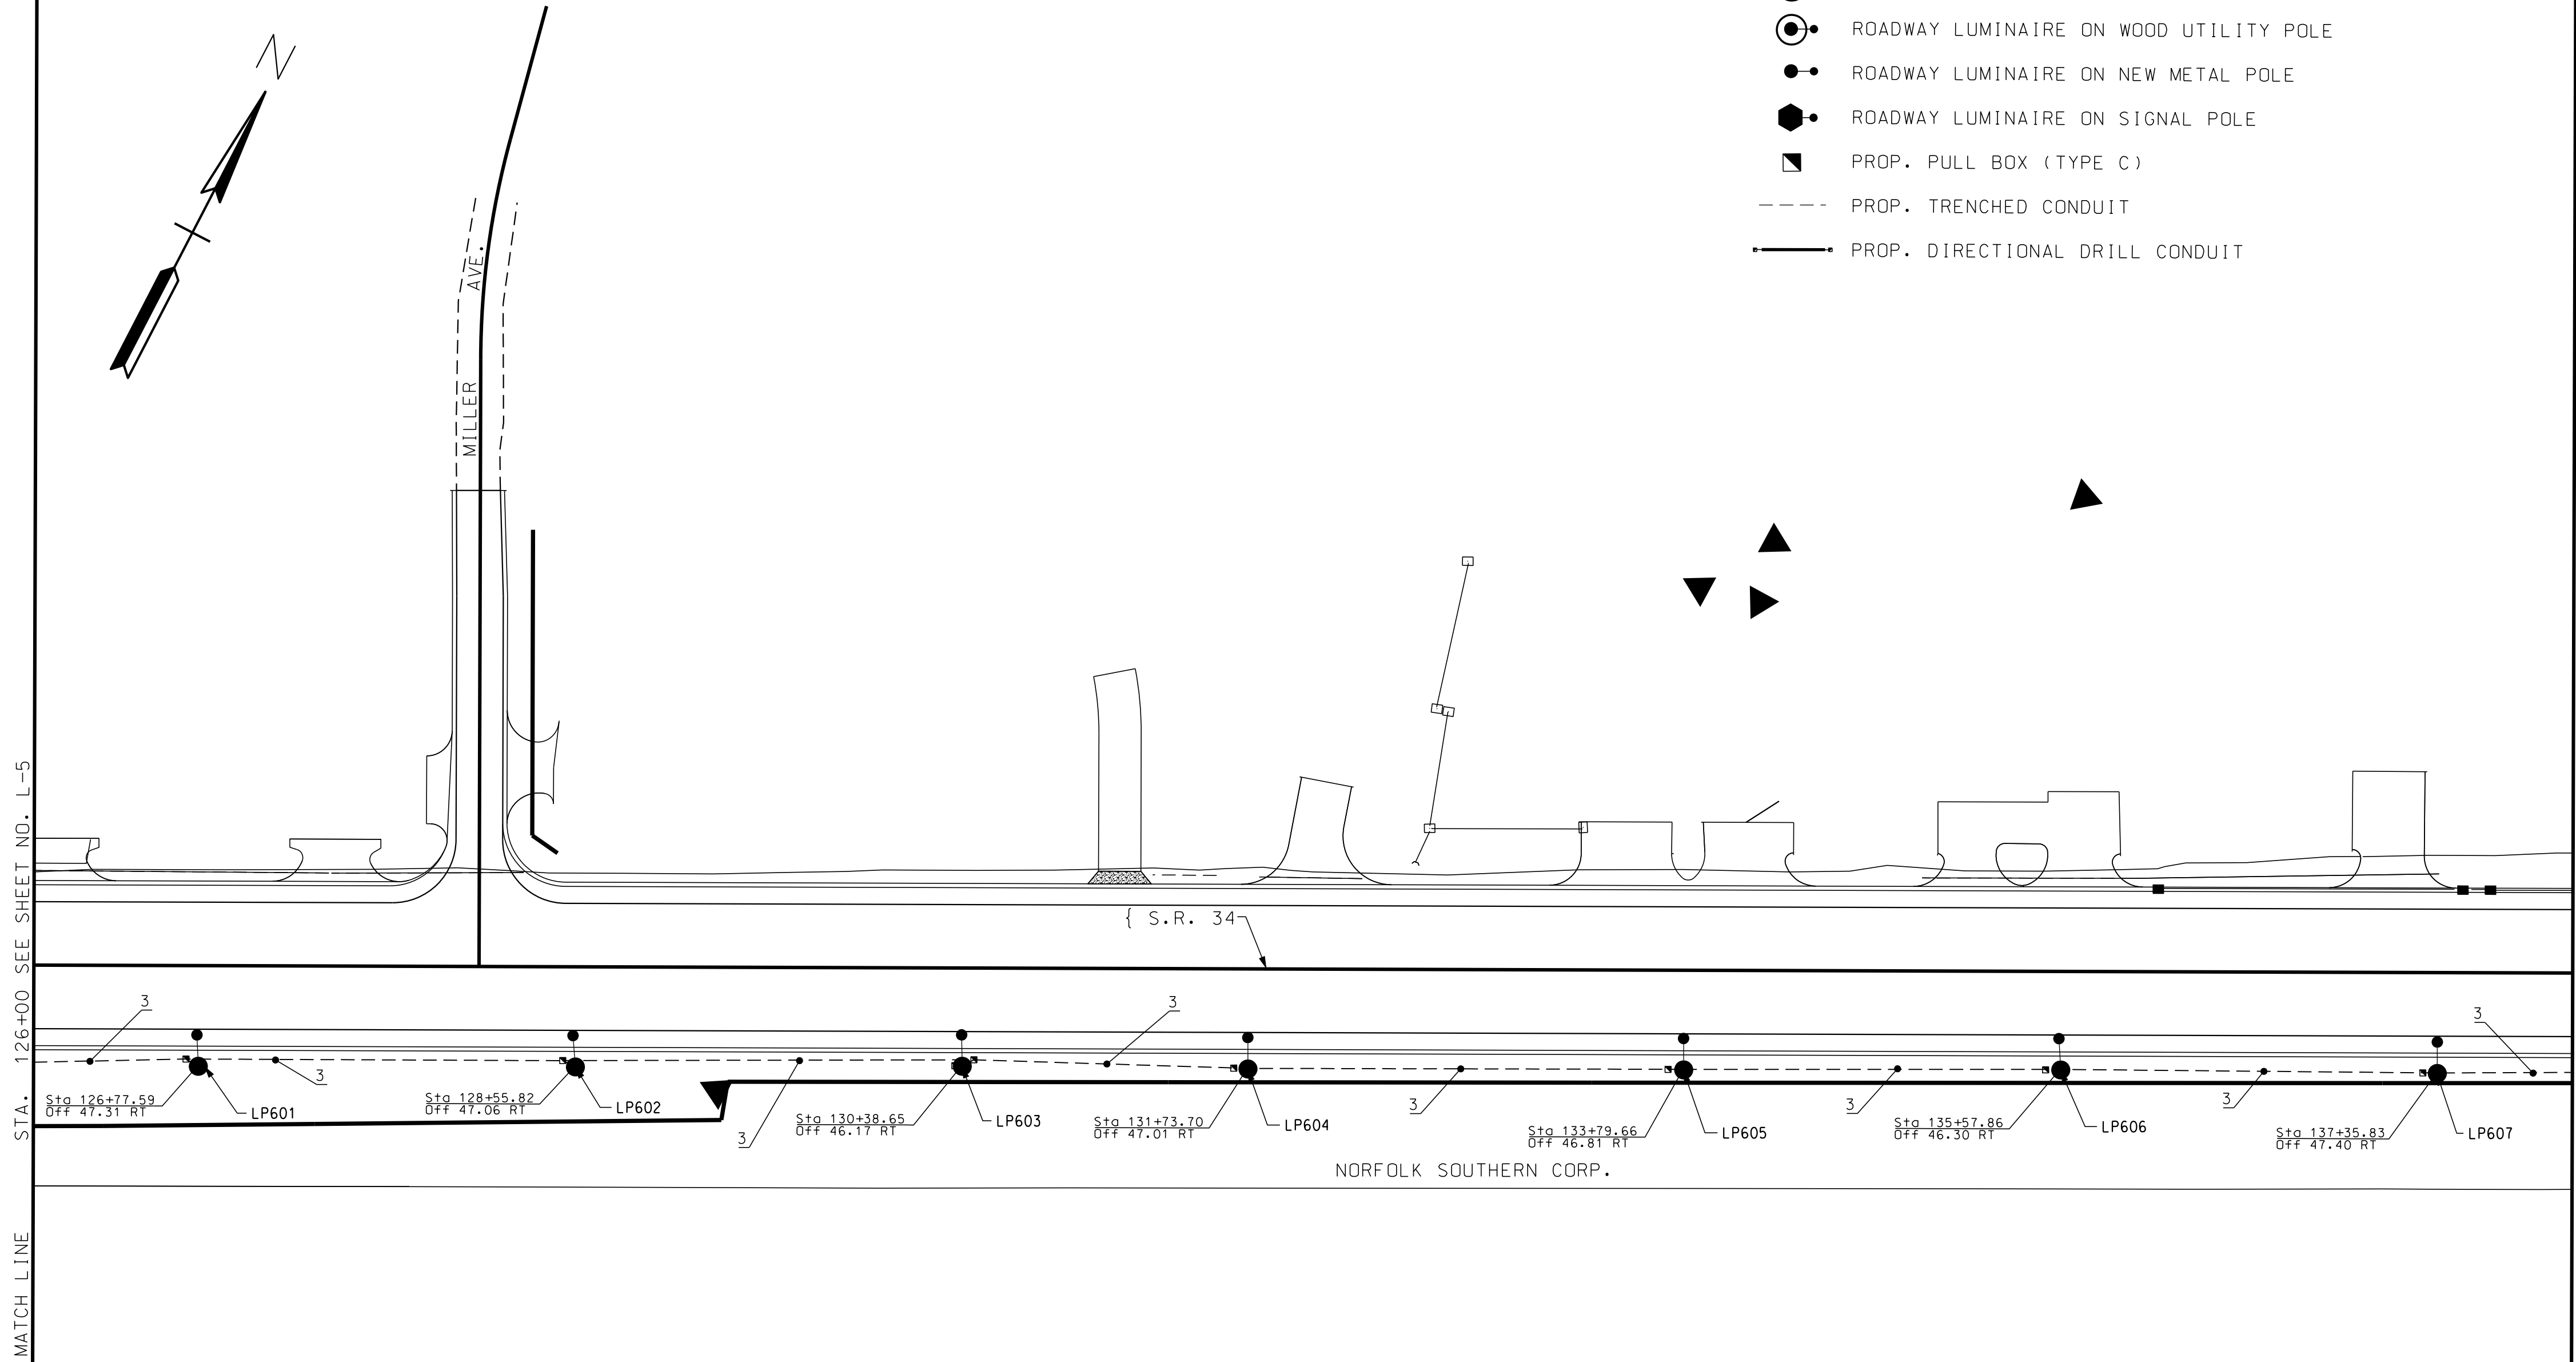 N
ROADWAY LUMINAIRE ON WOOD UTILITY POLE
ROADWAY LUMINAIRE ON NEW METAL POLE
ROADWAY LUMINAIRE ON SIGNAL POLE
PROP. PULL BOX (TYPE C)
PROP. TRENCHED CONDUIT
PROP. DIRECTIONAL DRILL CONDUIT
MILLER AVE.
MATCH LINE STA. 126+00 SEE SHEET NO. L-5
{ S.R. 34
3
3
3
3
3
3
3
3
Sta 126+77.59
Off 47.31 RT
LP601
Sta 128+55.82
Off 47.06 RT
LP602
Sta 130+38.65
Off 46.17 RT
LP603
Sta 131+73.70
Off 47.01 RT
LP604
Sta 133+79.66
Off 46.81 RT
LP605
Sta 135+57.86
Off 46.30 RT
LP606
Sta 137+35.83
Off 47.40 RT
LP607
NORFOLK SOUTHERN CORP.